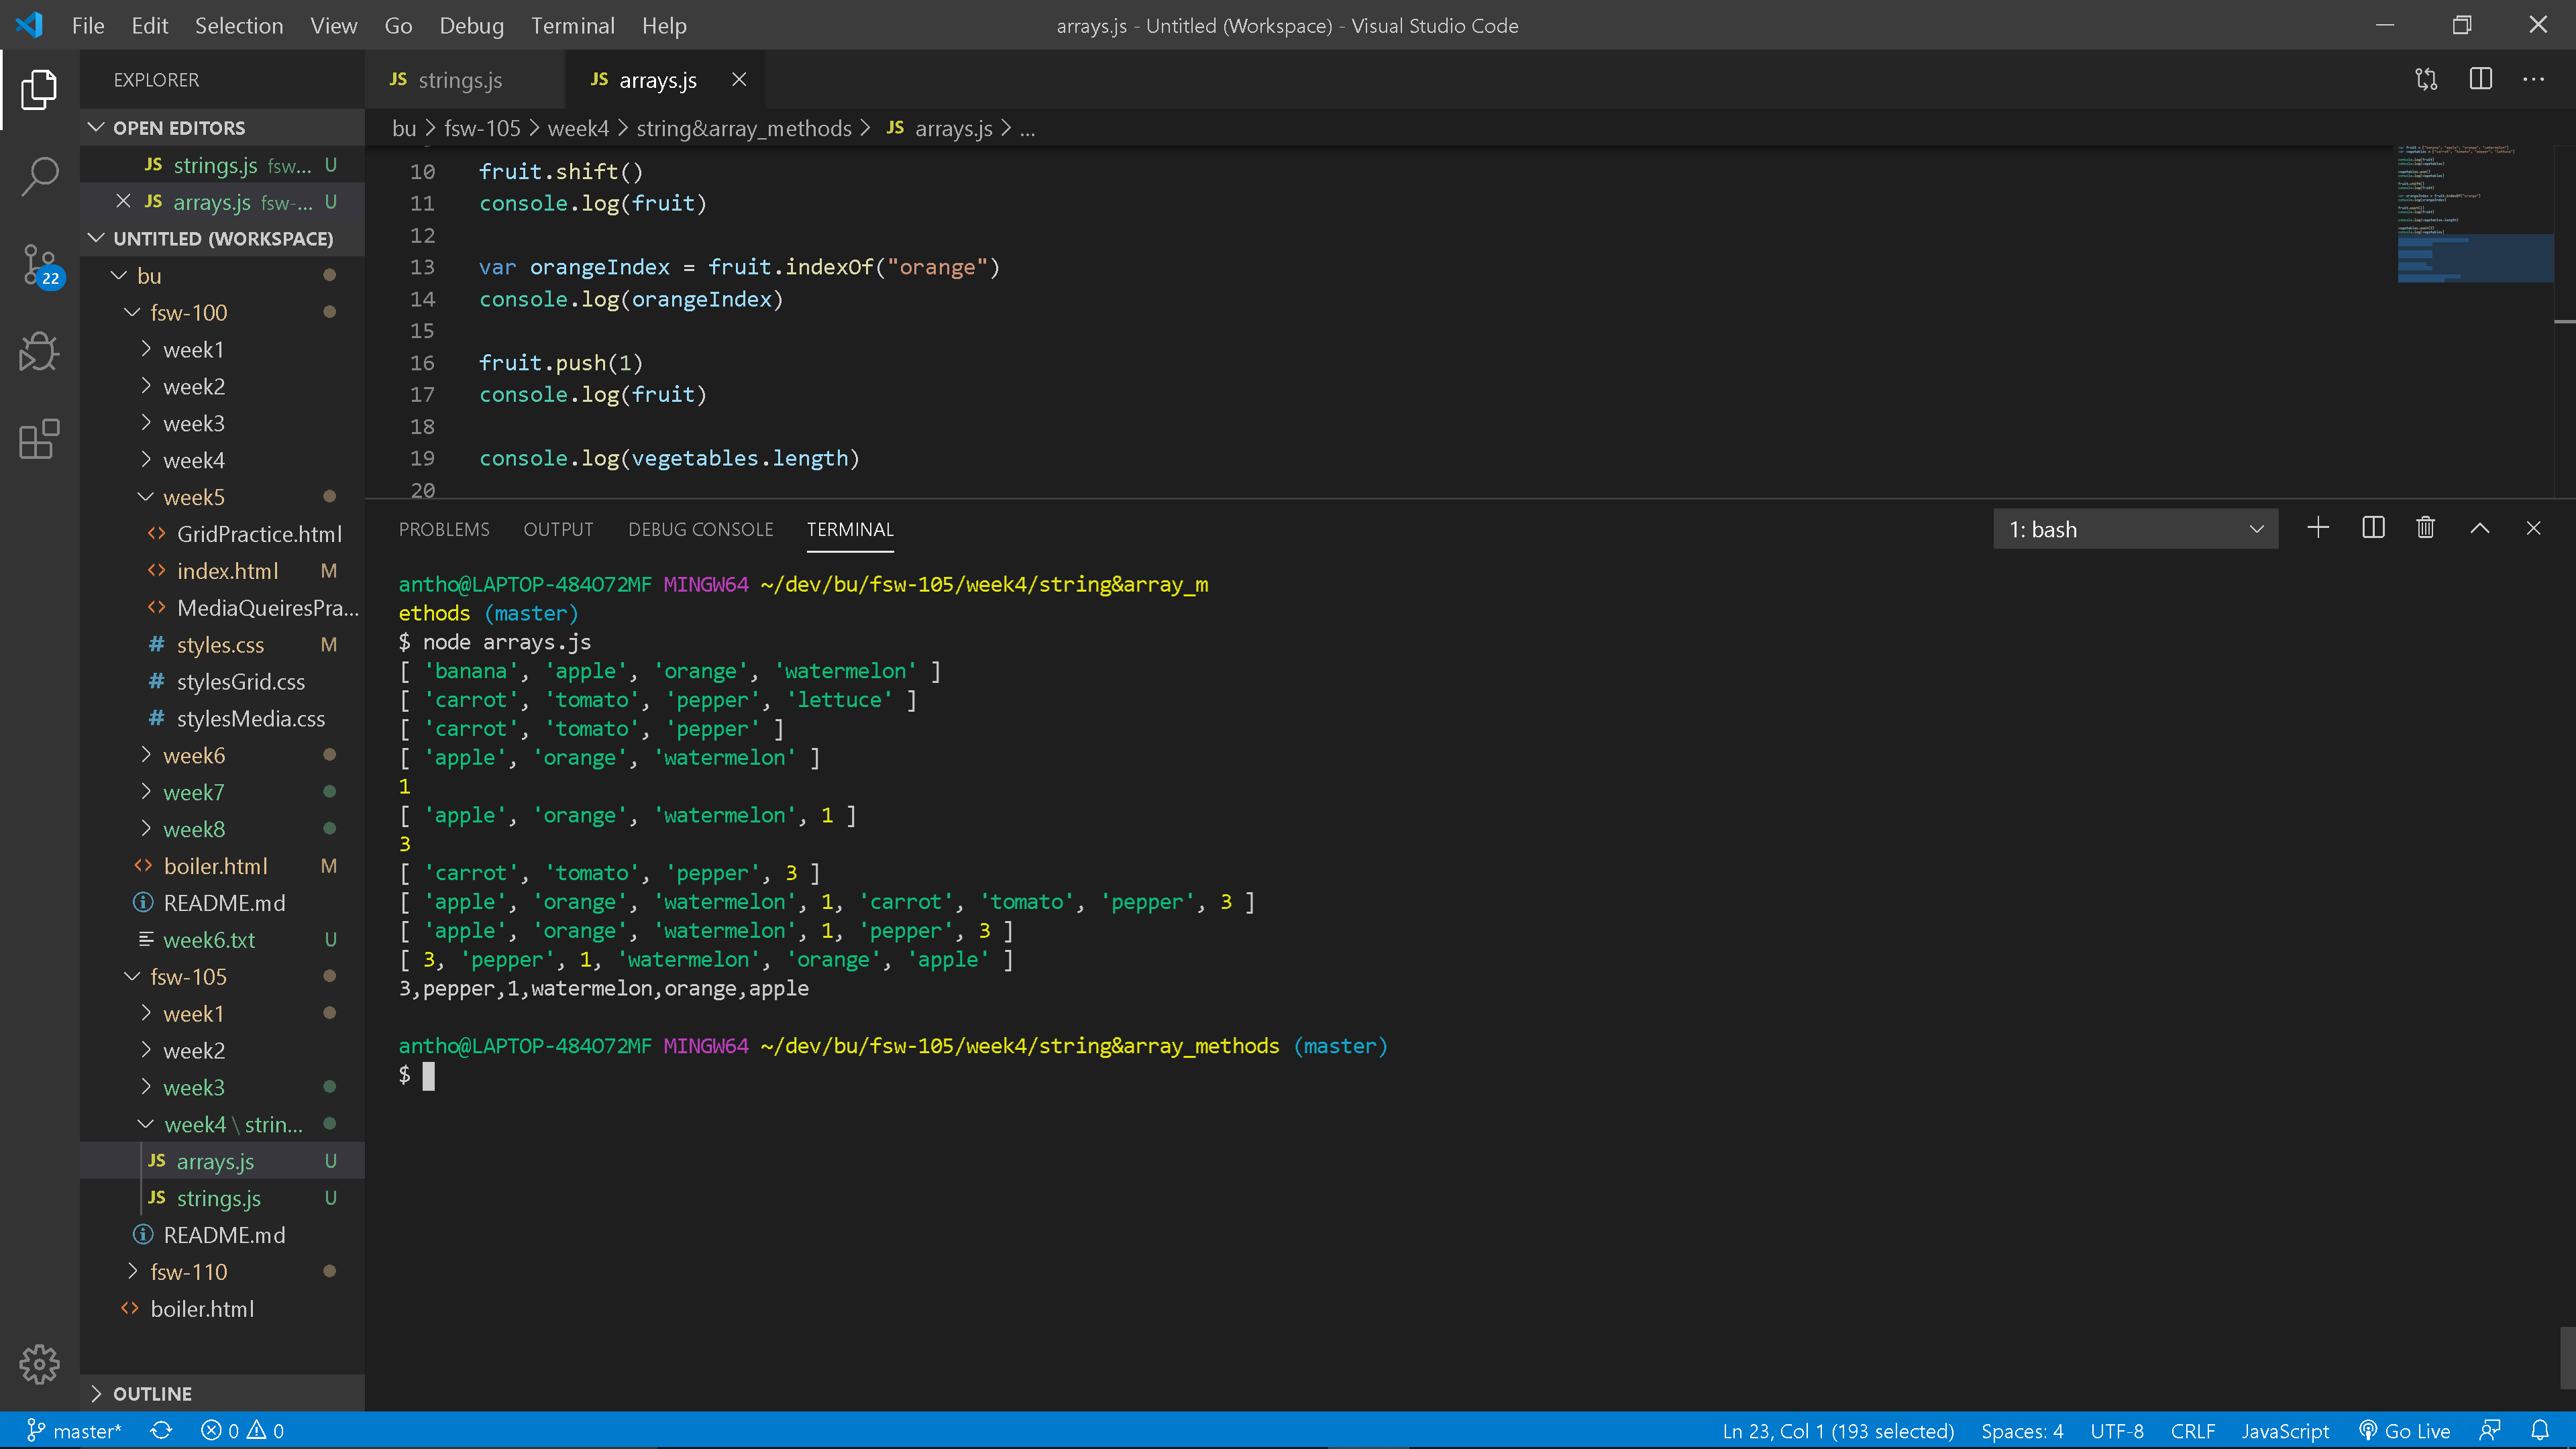 File Edit Selection View Go Debug Terminal Help
arrays.js - Untitled (Workspace) - Visual Studio Code
EXPLORER
OPEN EDITORS
JS strings.js fsw... U
JS arrays.js fsw-... U
UNTITLED (WORKSPACE)
bu
fsw-100
week1
week2
week3
week4
week5
GridPractice.html
index.html M
MediaQueiresPra...
# styles.css M
# stylesGrid.css
# stylesMedia.css
week6
week7
week8
boiler.html M
README.md
week6.txt U
fsw-105
week1
week2
week3
week4 \ strin...
JS arrays.js U
JS strings.js U
README.md
fsw-110
boiler.html
OUTLINE
22
JS strings.js
JS arrays.js
bu > fsw-105 > week4 > string&array_methods > JS arrays.js > ...
10 fruit.shift()
11 console.log(fruit)
12
13 var orangeIndex = fruit.indexOf("orange")
14 console.log(orangeIndex)
15
16 fruit.push(1)
17 console.log(fruit)
18
19 console.log(vegetables.length)
20
PROBLEMS OUTPUT DEBUG CONSOLE TERMINAL
1: bash
antho@LAPTOP-484O72MF MINGW64 ~/dev/bu/fsw-105/week4/string&array_m
ethods (master)
$ node arrays.js
[ 'banana', 'apple', 'orange', 'watermelon' ]
[ 'carrot', 'tomato', 'pepper', 'lettuce' ]
[ 'carrot', 'tomato', 'pepper' ]
[ 'apple', 'orange', 'watermelon' ]
1
[ 'apple', 'orange', 'watermelon', 1 ]
3
[ 'carrot', 'tomato', 'pepper', 3 ]
[ 'apple', 'orange', 'watermelon', 1, 'carrot', 'tomato', 'pepper', 3 ]
[ 'apple', 'orange', 'watermelon', 1, 'pepper', 3 ]
[ 3, 'pepper', 1, 'watermelon', 'orange', 'apple' ]
3,pepper,1,watermelon,orange,apple
antho@LAPTOP-484O72MF MINGW64 ~/dev/bu/fsw-105/week4/string&array_methods (master)
$
master* 0 0
Ln 23, Col 1 (193 selected) Spaces: 4 UTF-8 CRLF JavaScript Go Live